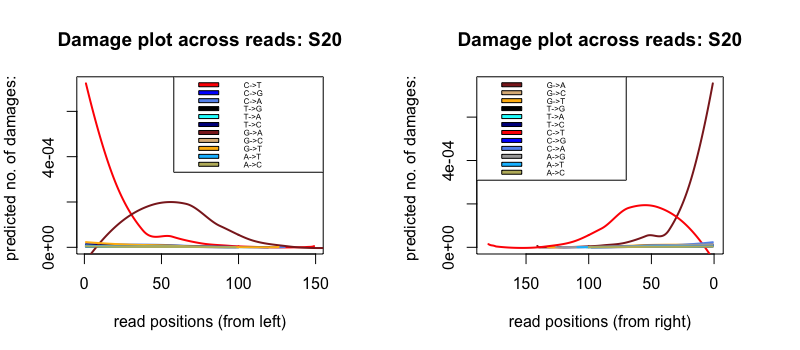 Damage plot across reads: S20
predicted no. of damages:
0e+00
4e-04
0
50
100
150
read positions (from left)
C->T
C->G
C->A
T->G
T->A
T->C
G->A
G->C
G->T
A->T
A->C
Damage plot across reads: S20
predicted no. of damages:
0e+00
4e-04
150
100
50
0
read positions (from right)
G->A
G->C
G->T
T->G
T->A
T->C
C->T
C->G
C->A
A->G
A->T
A->C